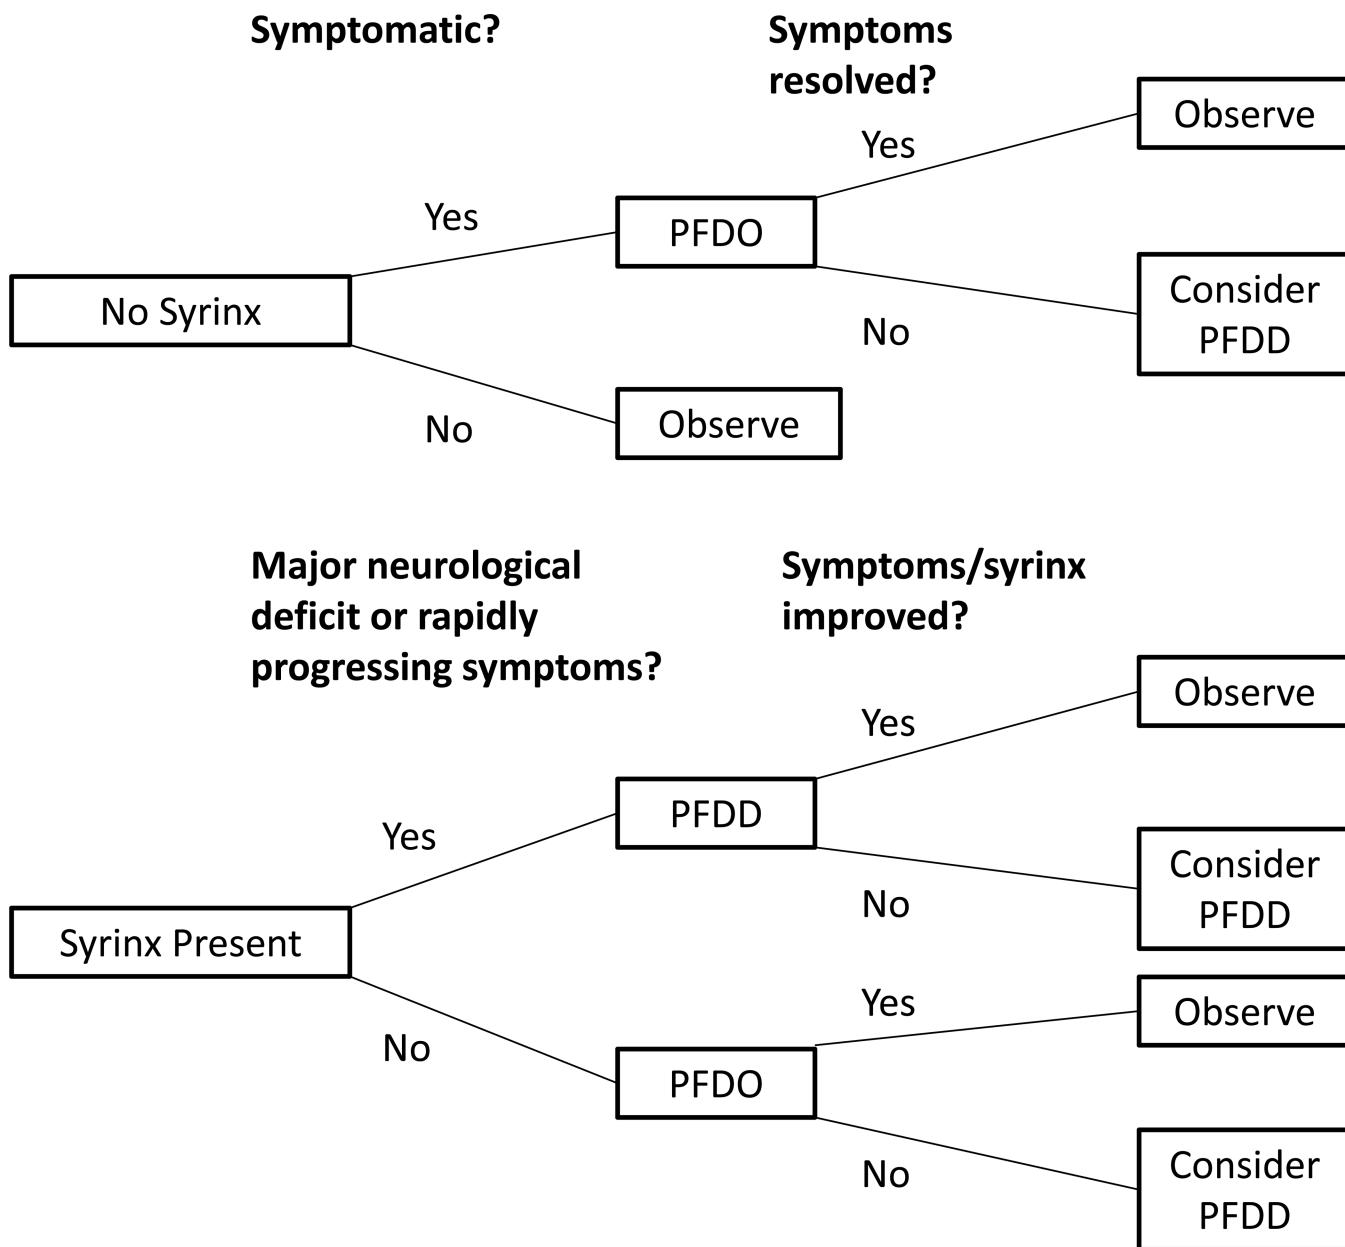 Symptomatic?
Symptoms
resolved?
Observe
Yes
Yes
PFDO
Consider
PFDD
No Syrinx
No
No
Observe
Major neurological
deficit or rapidly
progressing symptoms?
Symptoms/syrinx
improved?
Observe
Yes
PFDD
Yes
Consider
PFDD
No
Syrinx Present
Yes
Observe
No
PFDO
No
Consider
PFDD